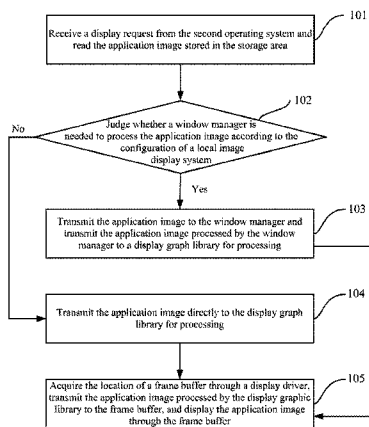 101
Receive a display request from the second operating system and
read the application image stored in the storage area
102
Judge whether a window manager is
needed to process the application image according to the
configuration of a local image
display system
No
Yes
103
Transmit the application image to the window manager and
transmit the application image processed by the window
manager to a display graph library for processing
104
Transmit the application image directly to the display graph
library for processing
105
Acquire the location of a frame buffer through a display driver,
transmit the application image processed by the display graphic
library to the frame buffer, and display the application image
through the frame buffer